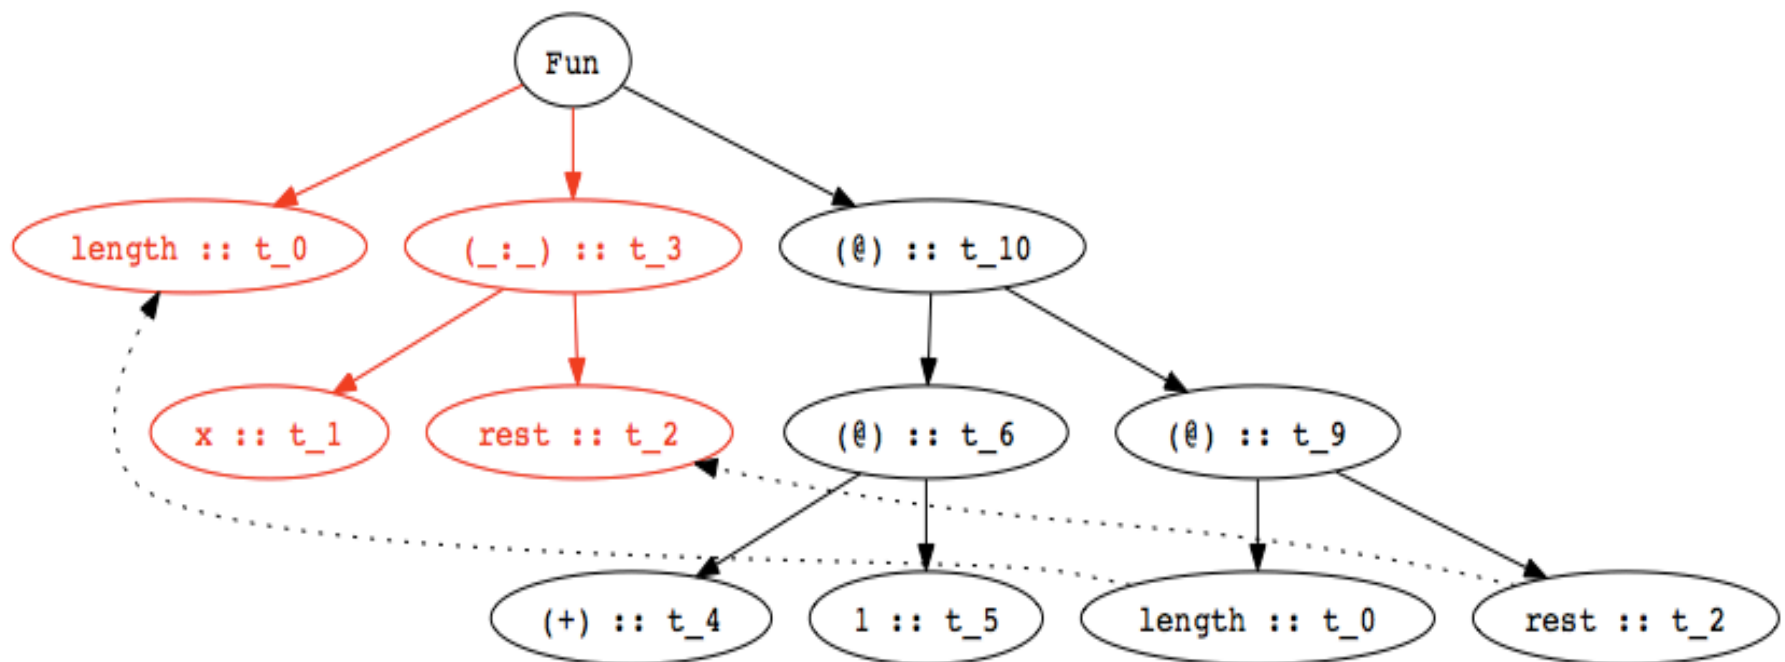 Fun
length :: t_0
(_:_) :: t_3
(@) :: t_10
x :: t_1
rest :: t_2
(@) :: t_6
(@) :: t_9
(+) :: t_4
1 :: t_5
length :: t_0
rest :: t_2